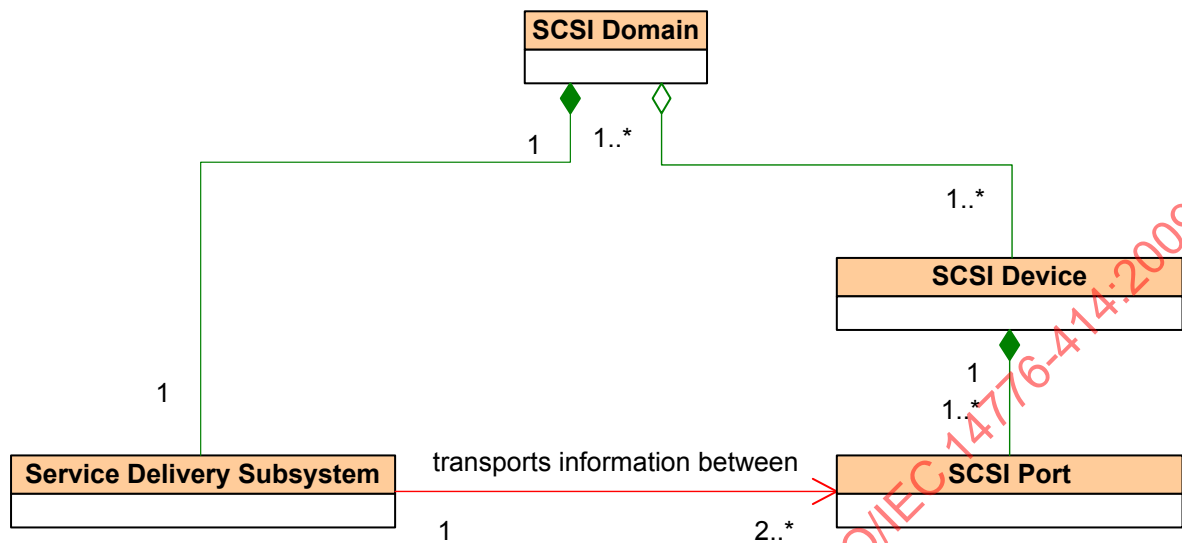 SCSI Domain
1
1..*
1..*
SCSI Device
1
1
1..*
Service Delivery Subsystem
transports information between
SCSI Port
1
2..*
O/IEC 14776-414:2009